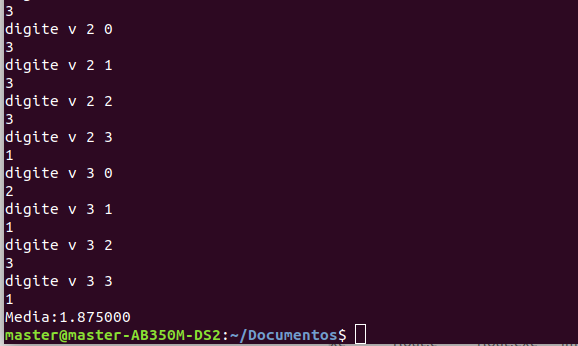 3
digite v 2 0
3
digite v 2 1
3
digite v 2 2
3
digite v 2 3
1
digite v 3 0
2
digite v 3 1
1
digite v 3 2
3
digite v 3 3
1
Media:1.875000
master@master-AB350M-DS2:~/Documentos$